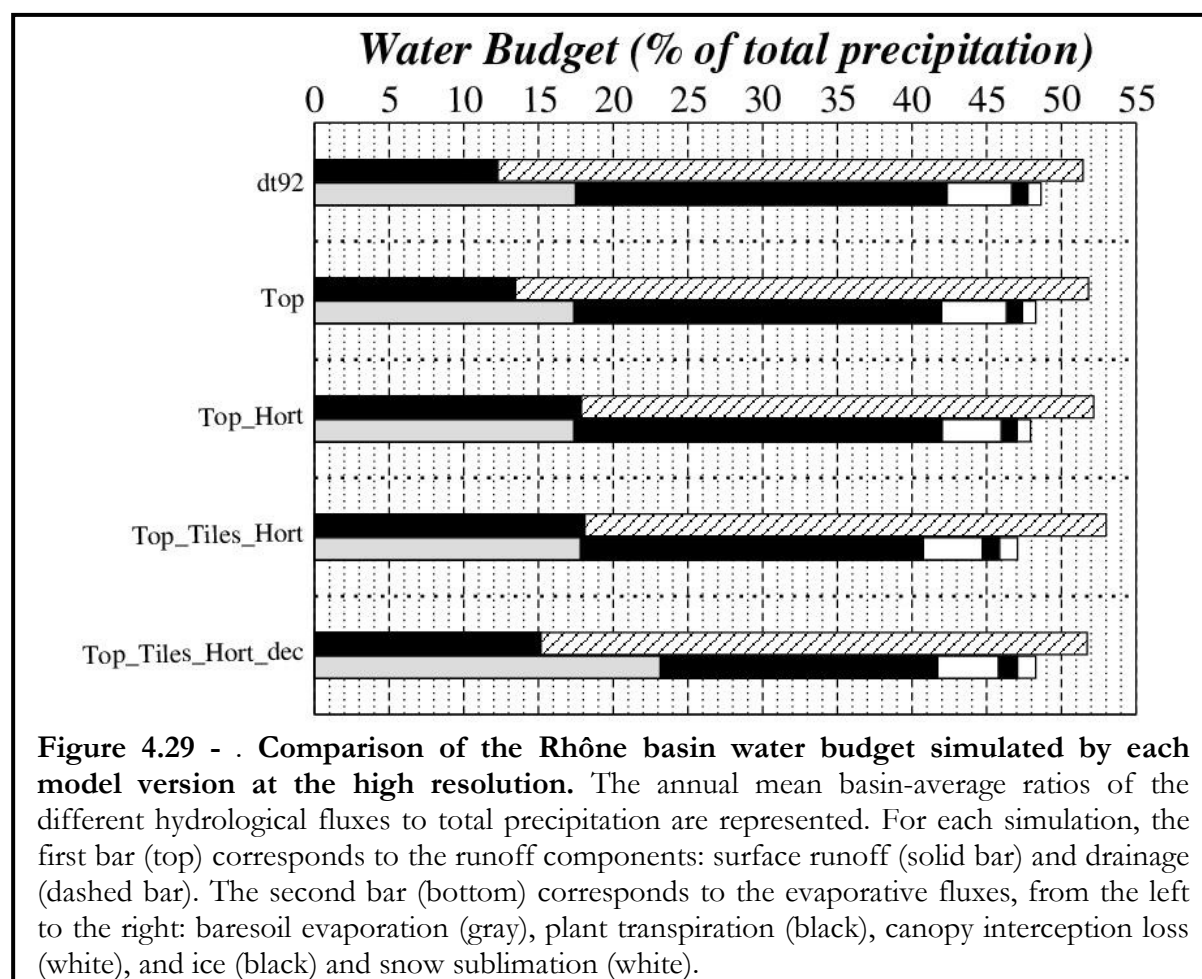 Water Budget (% of total precipitation)
0 5 10 15 20 25 30 35 40 45 50 55
dt92
Top
Top_Hort
Top_Tiles_Hort
Top_Tiles_Hort_dec
Figure 4.29 - . Comparison of the Rhône basin water budget simulated by each
model version at the high resolution. The annual mean basin-average ratios of the
different hydrological fluxes to total precipitation are represented. For each simulation, the
first bar (top) corresponds to the runoff components: surface runoff (solid bar) and drainage
(dashed bar). The second bar (bottom) corresponds to the evaporative fluxes, from the left
to the right: baresoil evaporation (gray), plant transpiration (black), canopy interception loss
(white), and ice (black) and snow sublimation (white).